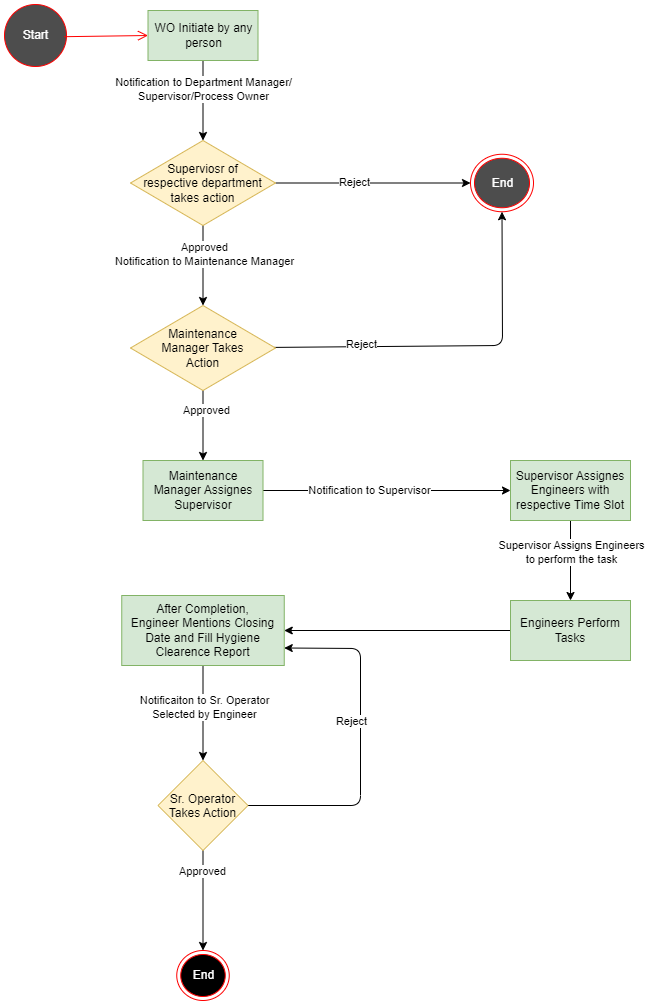 Start
WO Initiate by any
person
Notification to Department Manager/
Supervisor/Process Owner
Superviosr of
respective department
takes action
Reject
End
Approved
Notification to Maintenance Manager
Maintenance
Manager Takes
Action
Reject
Approved
Maintenance
Manager Assignes
Supervisor
Notification to Supervisor
Supervisor Assignes
Engineers with
respective Time Slot
Supervisor Assigns Engineers
to perform the task
Engineers Perform
Tasks
After Completion,
Engineer Mentions Closing
Date and Fill Hygiene
Clearence Report
Notificaiton to Sr. Operator
Selected by Engineer
Reject
Sr. Operator
Takes Action
Approved
End